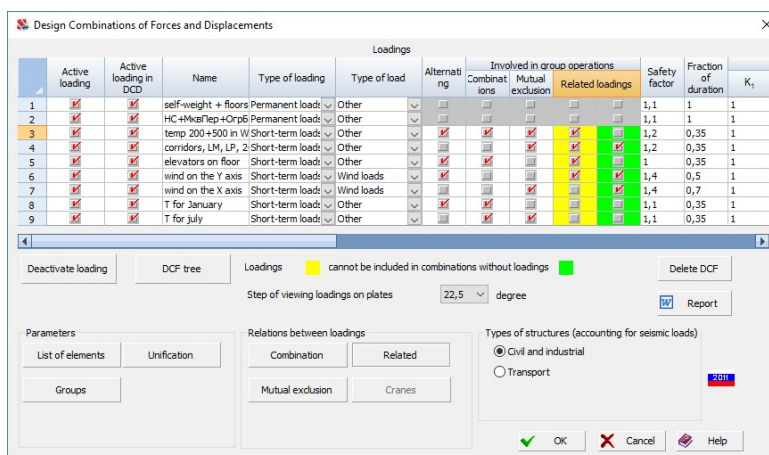 Design Combinations of Forces and Displacements
Loadings
Active loading
Active loading in DCD
Name
Type of loading
Type of load
Alternati ng
Involved in group operations
Combinat ions
Mutual exclusion
Related loadings
Safety factor
Fraction of duration
K1
1 self-weight + floors Permanent loads Other 1,1 1 1
2 НС+МквПер+ОгрБ Permanent loads Other 1,1 1 1
3 temp 200+500 in W Short-term loads Other 1,2 0,35 1
4 corridors, LM, LP, 2- Short-term loads Other 1,2 0,35 1
5 elevators on floor Short-term loads Other 1 0,35 1
6 wind on the Y axis Short-term loads Wind loads 1,4 0,5 1
7 wind on the X axis Short-term loads Wind loads 1,4 0,7 1
8 T for January Short-term loads Other 1,1 0,35 1
9 T for july Short-term loads Other 1,1 0,35 1
Deactivate loading
DCF tree
Loadings cannot be included in combinations without loadings
Delete DCF
Step of viewing loadings on plates 22,5 degree
Report
Parameters
List of elements
Unification
Groups
Relations between loadings
Combination
Related
Mutual exclusion
Cranes
Types of structures (accounting for seismic loads)
Civil and industrial
Transport
2011
OK
Cancel
Help